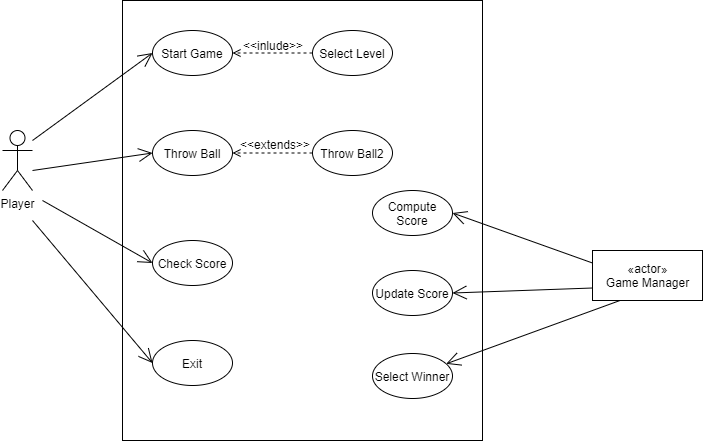 Start Game
<<inlude>>
Select Level
Throw Ball
<<extends>>
Throw Ball2
Player
Compute
Score
Check Score
«actor»
Game Manager
Update Score
Exit
Select Winner